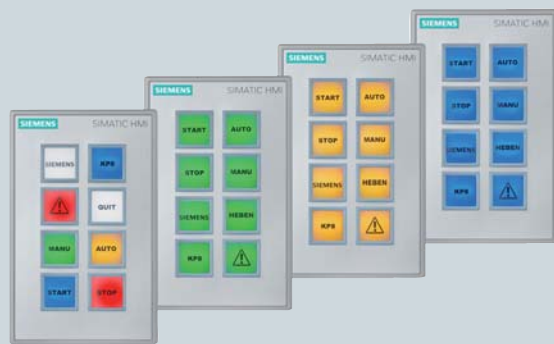 SIEMENS SIMATIC HMI
SIEMENS KP8
QUIT
MANU AUTO
START STOP
SIEMENS SIMATIC HMI
START AUTO
STOP MANU
SIEMENS HEBEN
KP8
SIEMENS SIMATIC HMI
START AUTO
STOP MANU
SIEMENS HEBEN
KP8
SIEMENS SIMATIC HMI
START AUTO
STOP MANU
SIEMENS HEBEN
KP8